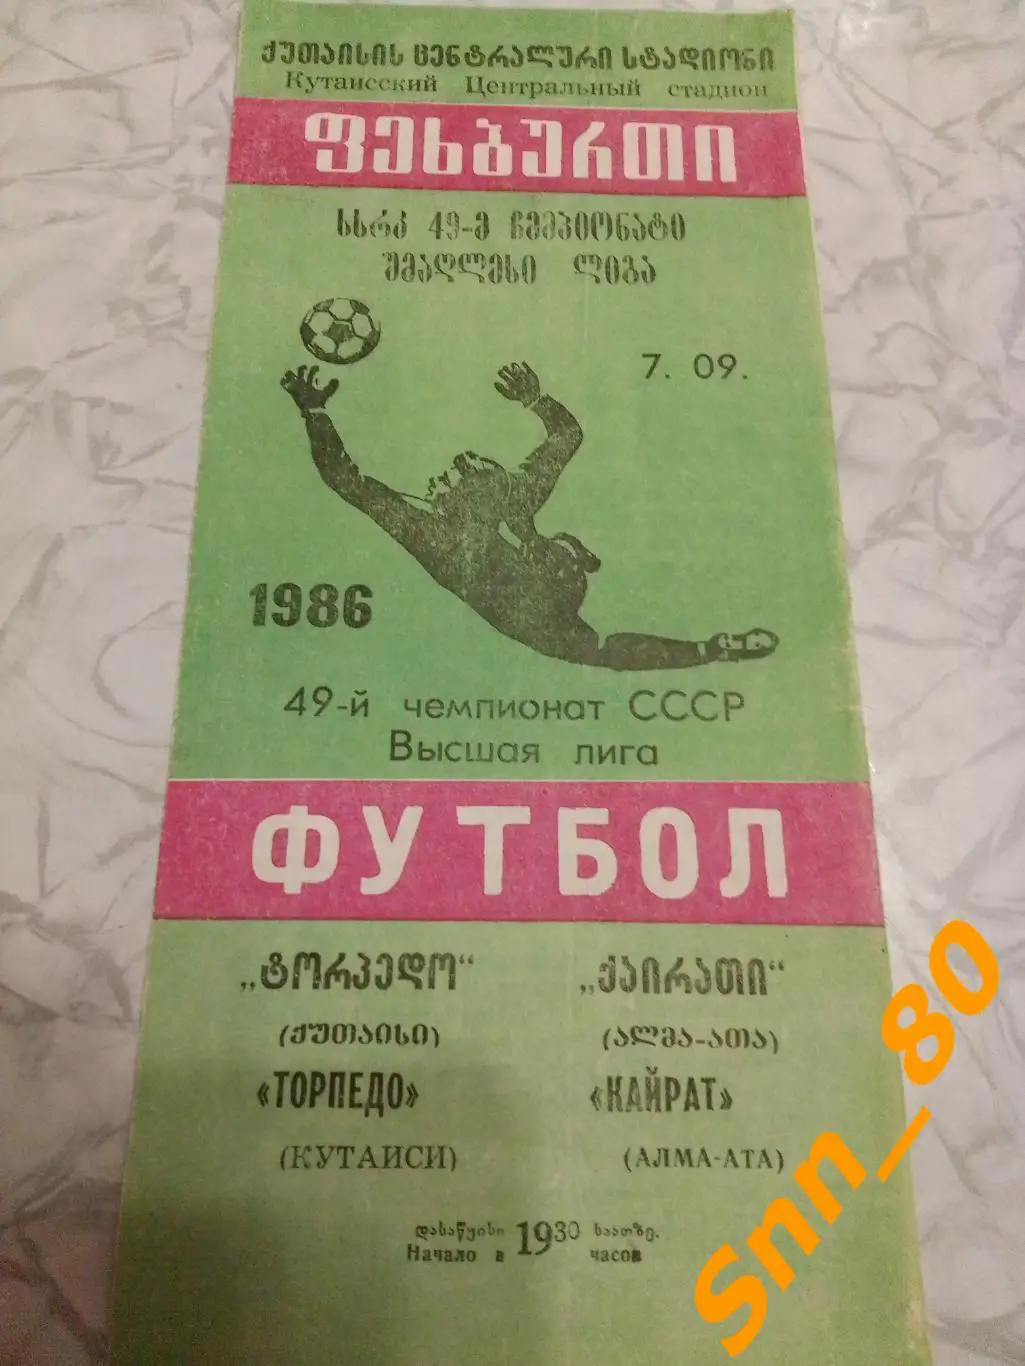 ქუთაისის ცენტრალური სტადიონი
Кутаисский Центральный стадион
ფეხბურთი
სსრკ 49-ე ჩემპიონატი
უმაღლესი ლიგა
7. 09.
1986
49-й чемпионат СССР
Высшая лига
ФУТБОЛ
„ტორპედო“ „ქაირათი“
(ქუთაისი) (ალმა-ათა)
«ТОРПЕДО» «КАЙРАТ»
(КУТАИСИ) (АЛМА-АТА)
დასაწყისი 19³⁰ საათზე.
Начало в часов
snn_80